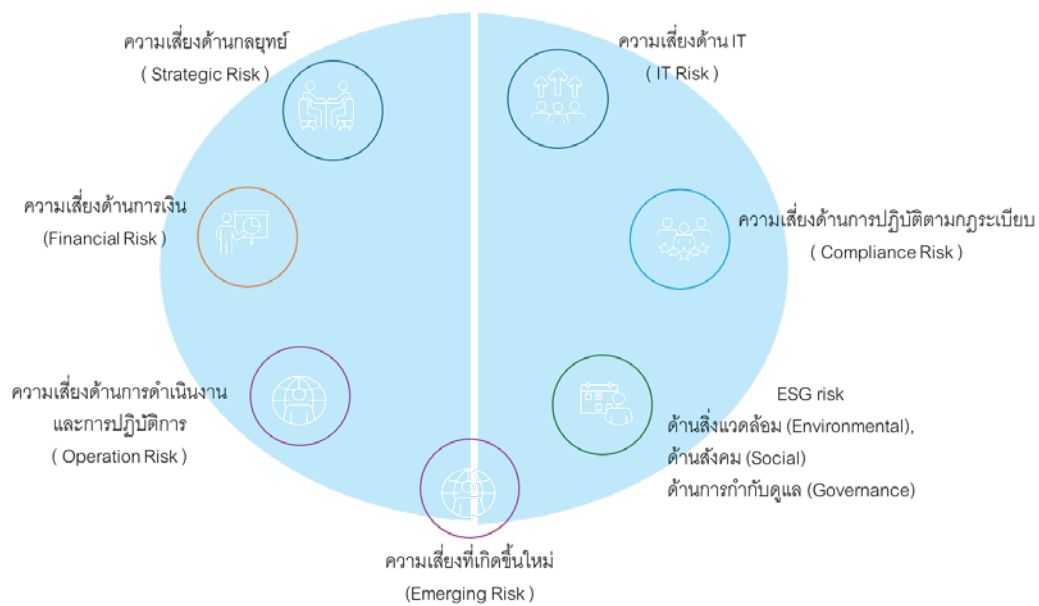 ความเสี่ยงด้านกลยุทธ์
( Strategic Risk )
ความเสี่ยงด้าน IT
( IT Risk )
ความเสี่ยงด้านการเงิน
(Financial Risk )
ความเสี่ยงด้านการปฏิบัติตามกฎระเบียบ
( Compliance Risk )
ความเสี่ยงด้านการดำเนินงาน
และการปฏิบัติการ
( Operation Risk )
ESG risk
ด้านสิ่งแวดล้อม (Environmental),
ด้านสังคม (Social)
ด้านการกำกับดูแล (Governance)
ความเสี่ยงที่เกิดขึ้นใหม่
(Emerging Risk )